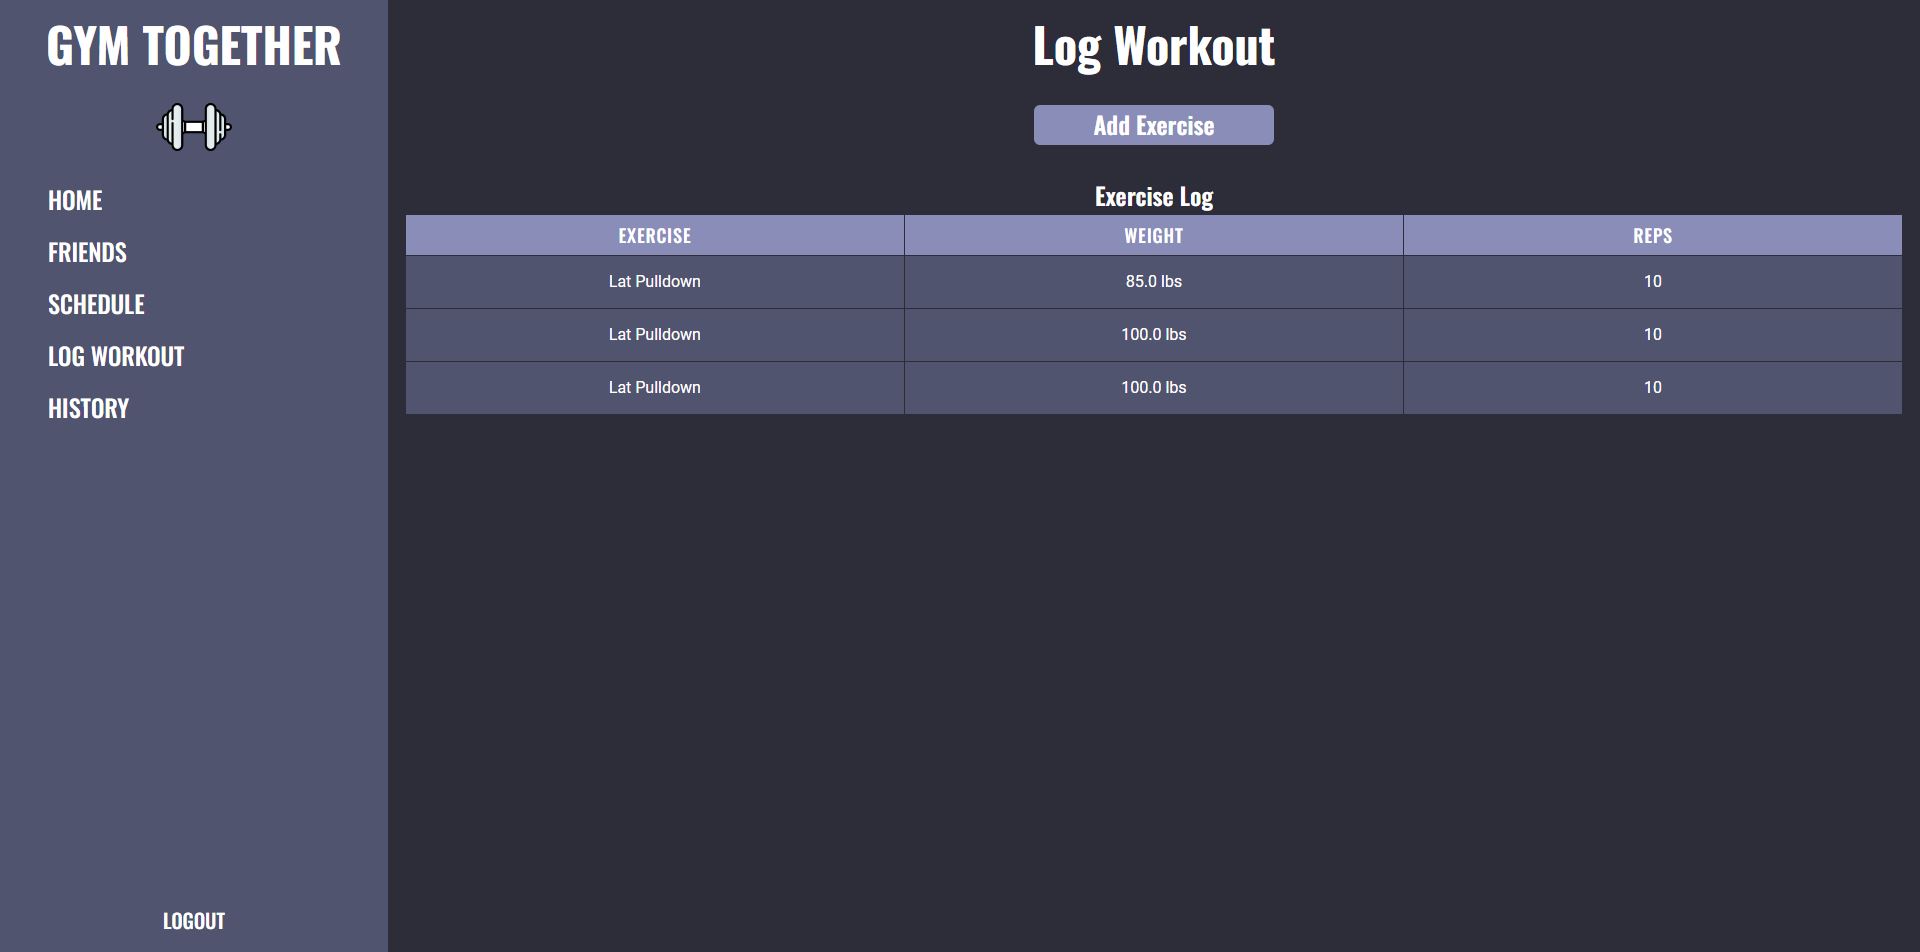 GYM TOGETHER
HOME
FRIENDS
SCHEDULE
LOG WORKOUT
HISTORY
LOGOUT
Log Workout
Add Exercise
Exercise Log
EXERCISE WEIGHT REPS
Lat Pulldown 85.0 lbs 10
Lat Pulldown 100.0 lbs 10
Lat Pulldown 100.0 lbs 10